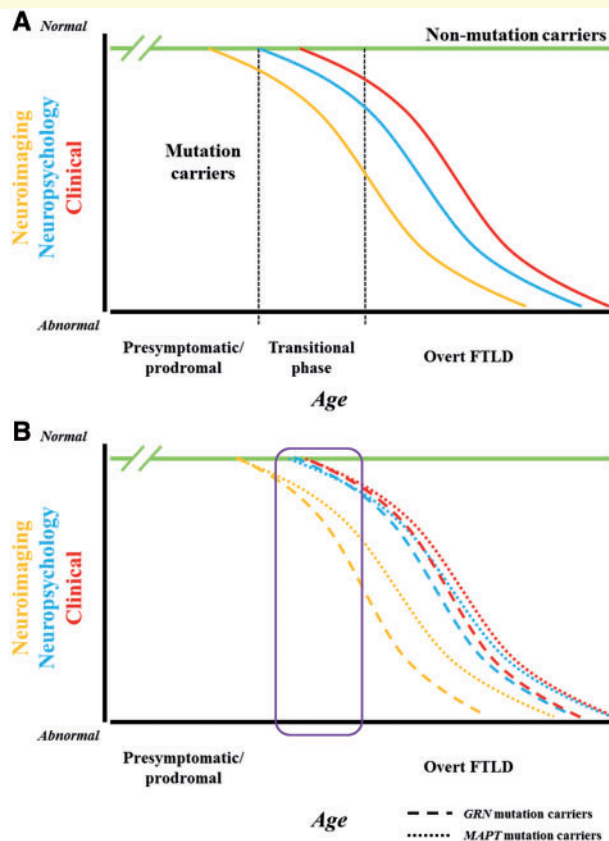 A
Normal
Non-mutation carriers
Neuroimaging
Neuropsychology
Clinical
Mutation
carriers
Abnormal
Presymptomatic/
prodromal
Transitional
phase
Overt FTLD
Age
B
Normal
Neuroimaging
Neuropsychology
Clinical
Abnormal
Presymptomatic/
prodromal
Overt FTLD
Age
GRN mutation carriers
MAPT mutation carriers